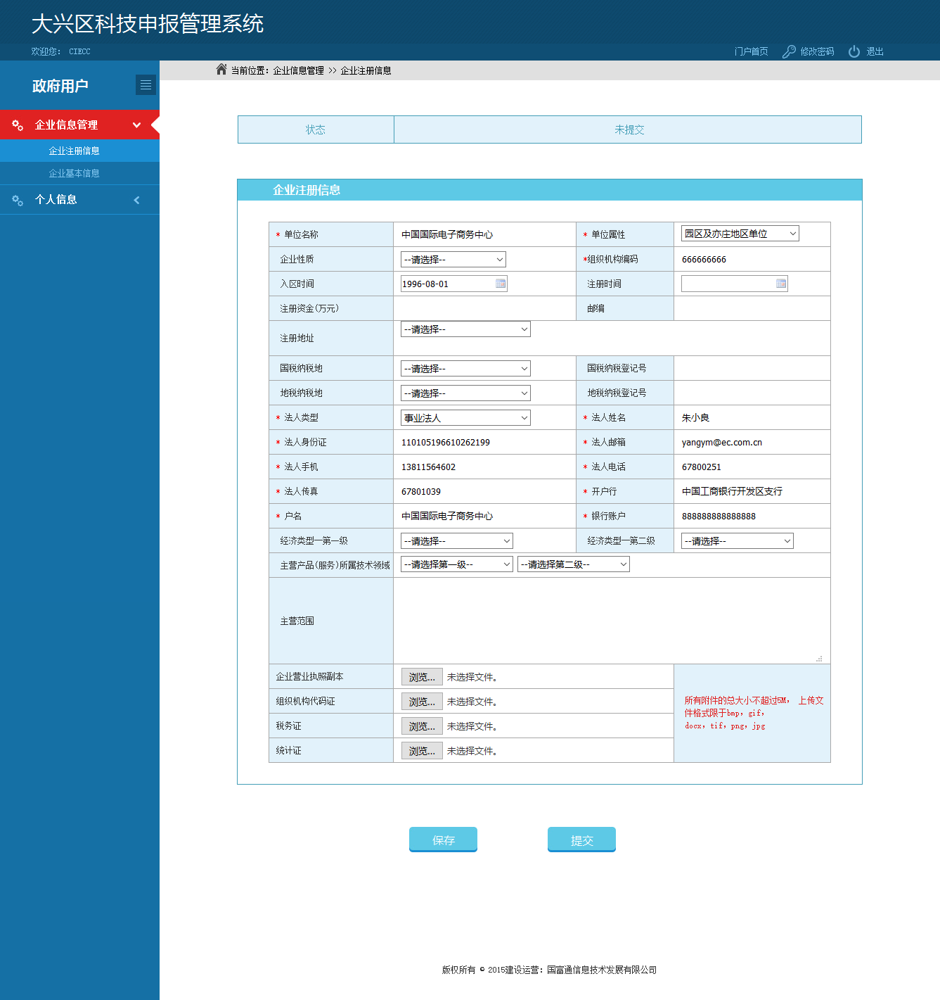 大兴区科技申报管理系统
欢迎您： CIECC
门户首页 修改密码 退出
当前位置：企业信息管理 >> 企业注册信息
政府用户
企业信息管理
企业注册信息
企业基本信息
个人信息
状态 未提交
企业注册信息
* 单位名称 中国国际电子商务中心 * 单位属性 园区及亦庄地区单位
企业性质 --请选择-- *组织机构编码 666666666
入区时间 1996-08-01 注册时间
注册资金(万元) 邮编
注册地址 --请选择--
国税纳税地 --请选择-- 国税纳税登记号
地税纳税地 --请选择-- 地税纳税登记号
* 法人类型 事业法人 * 法人姓名 朱小良
* 法人身份证 110105196610262199 * 法人邮箱 yangym@ec.com.cn
* 法人手机 13811564602 * 法人电话 67800251
* 法人传真 67801039 * 开户行 中国工商银行开发区支行
* 户名 中国国际电子商务中心 * 银行账户 888888888888888
经济类型一第一级 --请选择-- 经济类型一第二级 --请选择--
主营产品(服务)所属技术领域 --请选择第一级-- --请选择第二级--
主营范围
企业营业执照副本 浏览... 未选择文件。
组织机构代码证 浏览... 未选择文件。
税务证 浏览... 未选择文件。
统计证 浏览... 未选择文件。
所有附件的总大小不超过5M， 上传文
件格式限于bmp，gif，
docx，tif，png，jpg
保存 提交
版权所有 © 2015建设运营：国富通信息技术发展有限公司